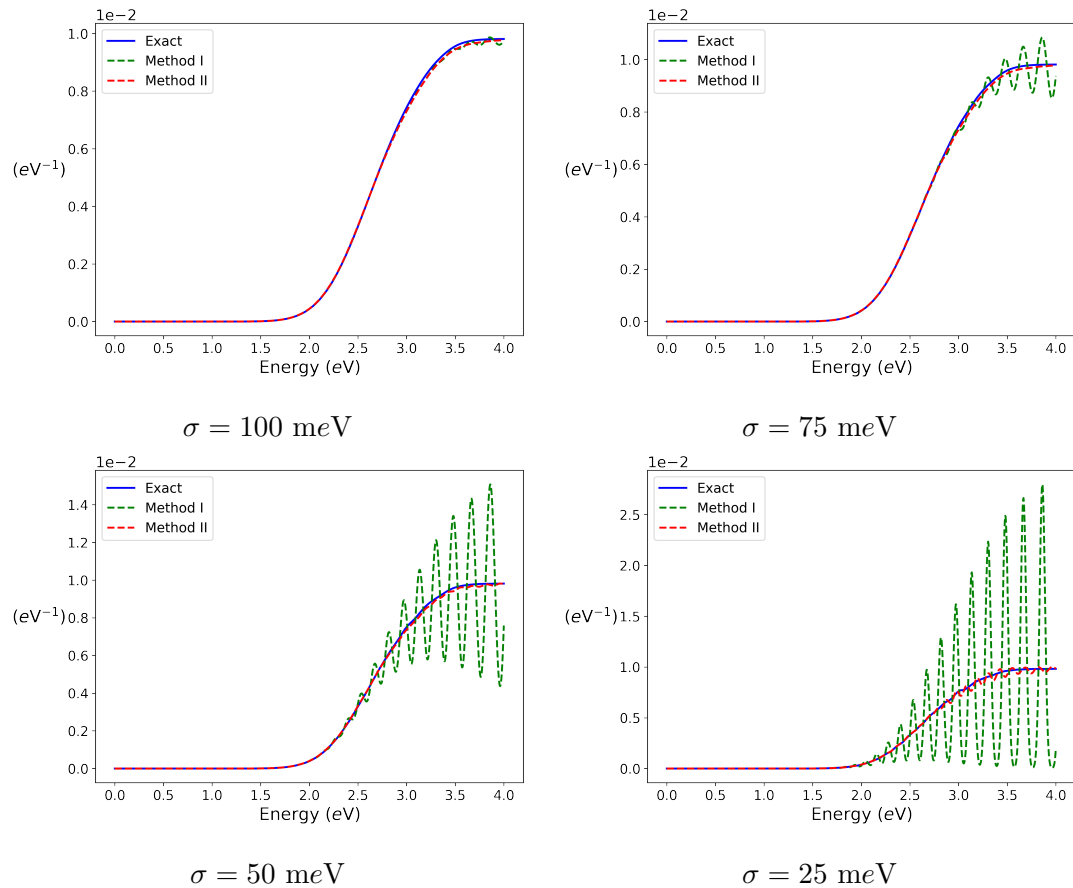 1e−2
Exact
Method I
Method II
(eV⁻¹)
1.0
0.8
0.6
0.4
0.2
0.0
0.0 0.5 1.0 1.5 2.0 2.5 3.0 3.5 4.0
Energy (eV)
σ = 100 meV
1e−2
Exact
Method I
Method II
(eV⁻¹)
1.0
0.8
0.6
0.4
0.2
0.0
0.0 0.5 1.0 1.5 2.0 2.5 3.0 3.5 4.0
Energy (eV)
σ = 75 meV
1e−2
Exact
Method I
Method II
(eV⁻¹)
1.4
1.2
1.0
0.8
0.6
0.4
0.2
0.0
0.0 0.5 1.0 1.5 2.0 2.5 3.0 3.5 4.0
Energy (eV)
σ = 50 meV
1e−2
Exact
Method I
Method II
(eV⁻¹)
2.5
2.0
1.5
1.0
0.5
0.0
0.0 0.5 1.0 1.5 2.0 2.5 3.0 3.5 4.0
Energy (eV)
σ = 25 meV